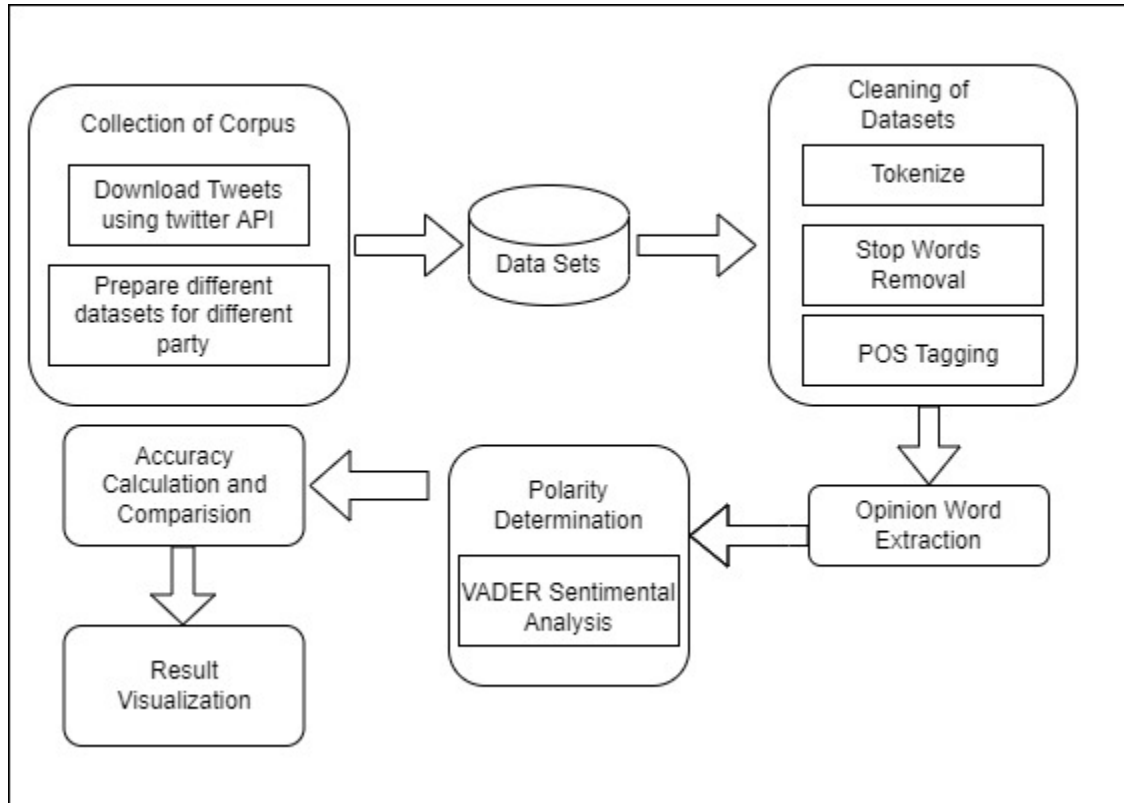 Collection of Corpus
Download Tweets
using twitter API
Prepare different
datasets for different
party
Data Sets
Cleaning of
Datasets
Tokenize
Stop Words
Removal
POS Tagging
Opinion Word
Extraction
Polarity
Determination
VADER Sentimental
Analysis
Accuracy
Calculation and
Comparision
Result
Visualization